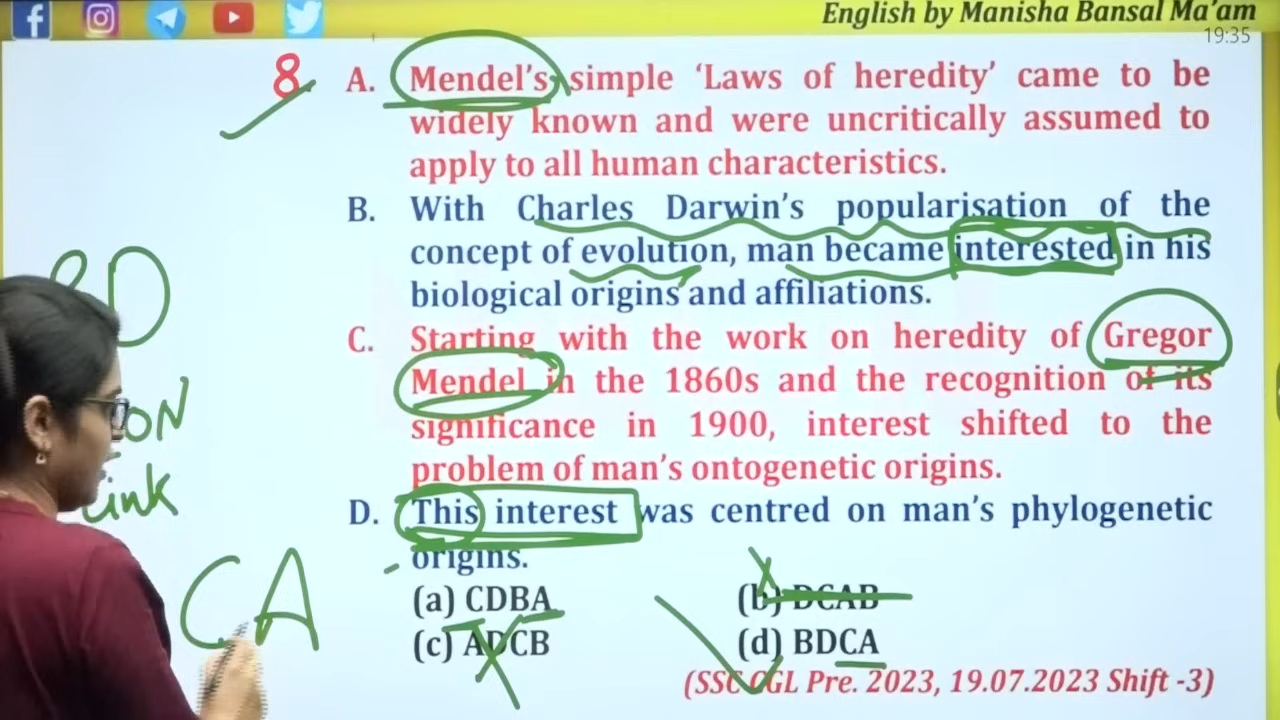 English by Manisha Bansal Ma'am
19:35
8. A. Mendel's simple 'Laws of heredity' came to be
widely known and were uncritically assumed to
apply to all human characteristics.
B. With Charles Darwin's popularisation of the
concept of evolution, man became interested in his
biological origins and affiliations.
C. Starting with the work on heredity of Gregor
Mendel in the 1860s and the recognition of its
significance in 1900, interest shifted to the
problem of man's ontogenetic origins.
D. This interest was centred on man's phylogenetic
origins.
(a) CDBA (b) DCAB
(c) ADCB (d) BDCA
(SSC CGL Pre. 2023, 19.07.2023 Shift -3)
CA